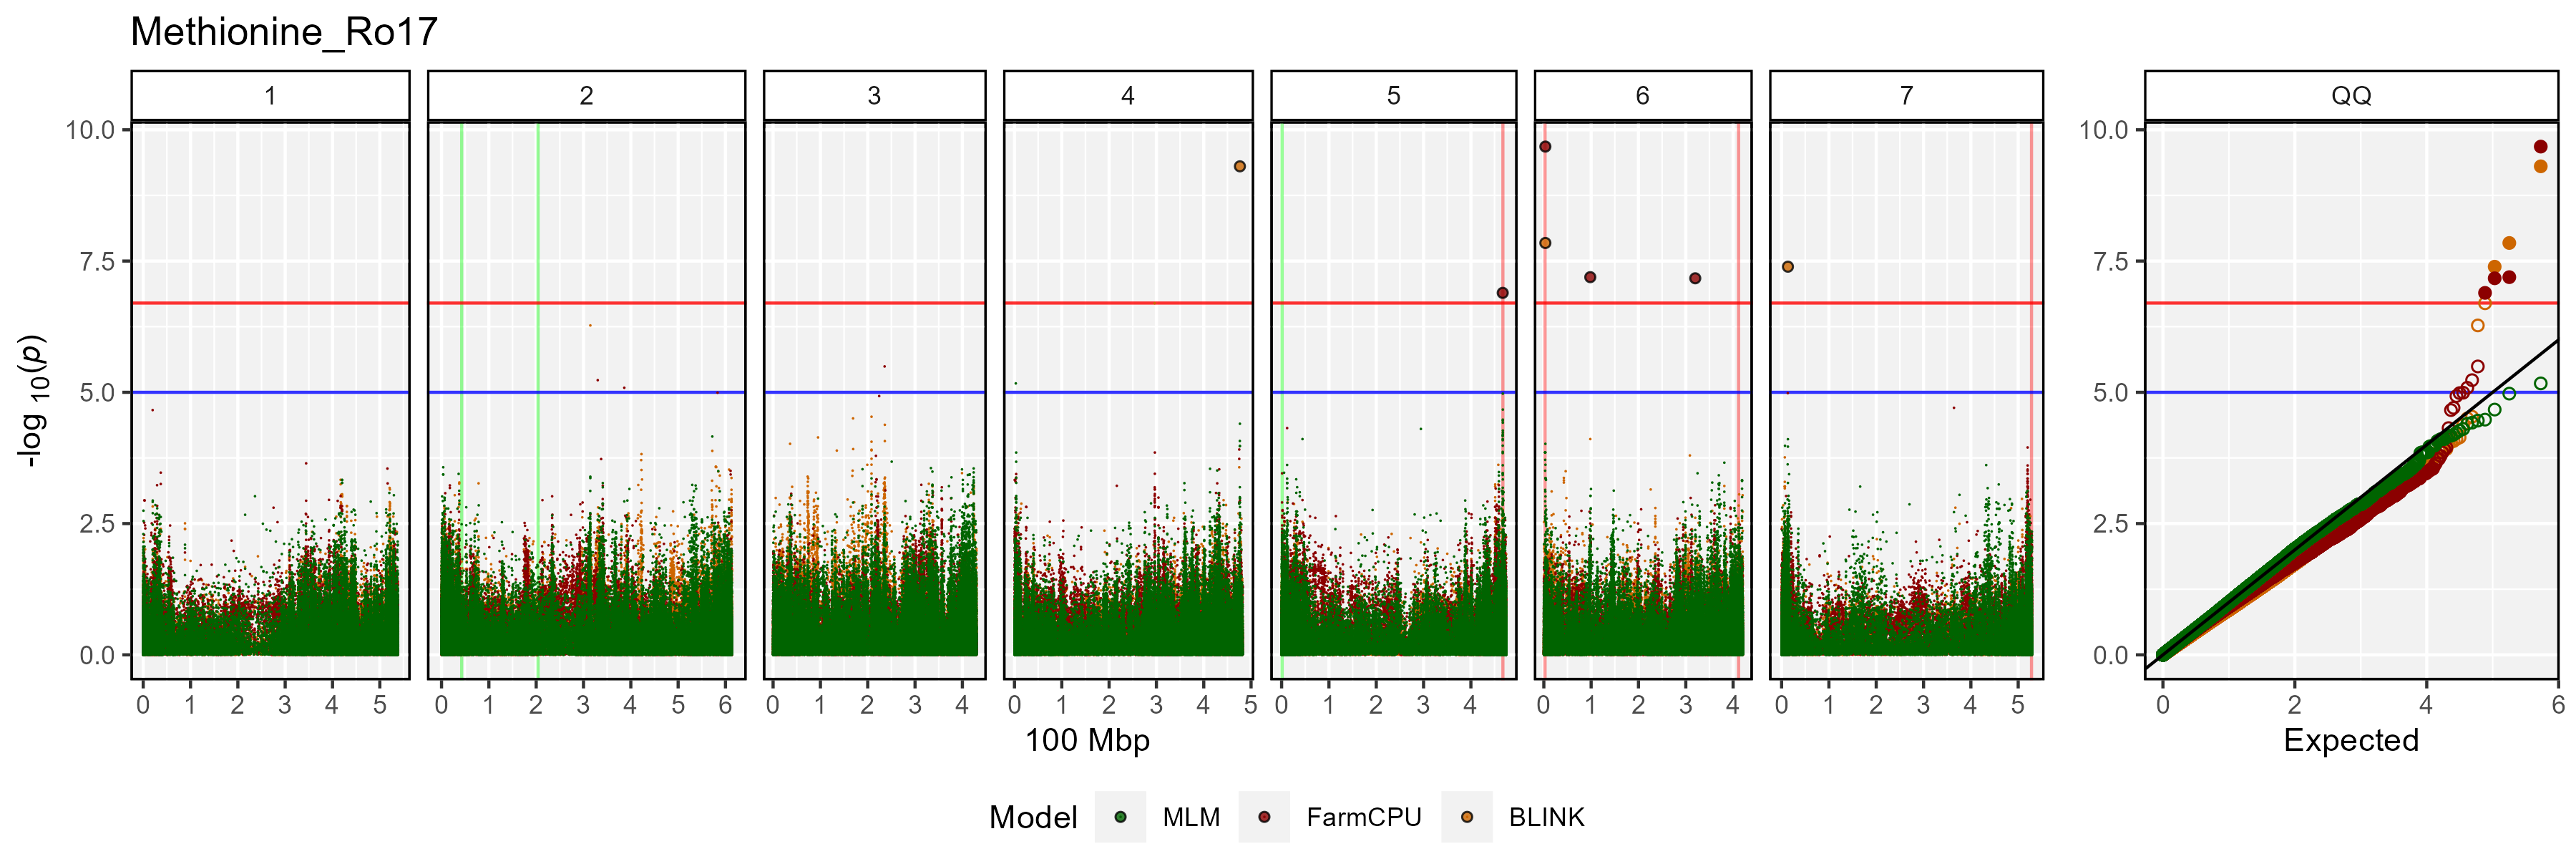 Methionine_Ro17
1 2 3 4 5 6 7 QQ
10.0 10.0
7.5 7.5
5.0 5.0
2.5 2.5
0.0 0.0
-log 10(p)
0 1 2 3 4 5 0 1 2 3 4 5 6 0 1 2 3 4 0 1 2 3 4 5 0 1 2 3 4 0 1 2 3 4 0 1 2 3 4 5 0 2 4 6
100 Mbp Expected
Model MLM FarmCPU BLINK